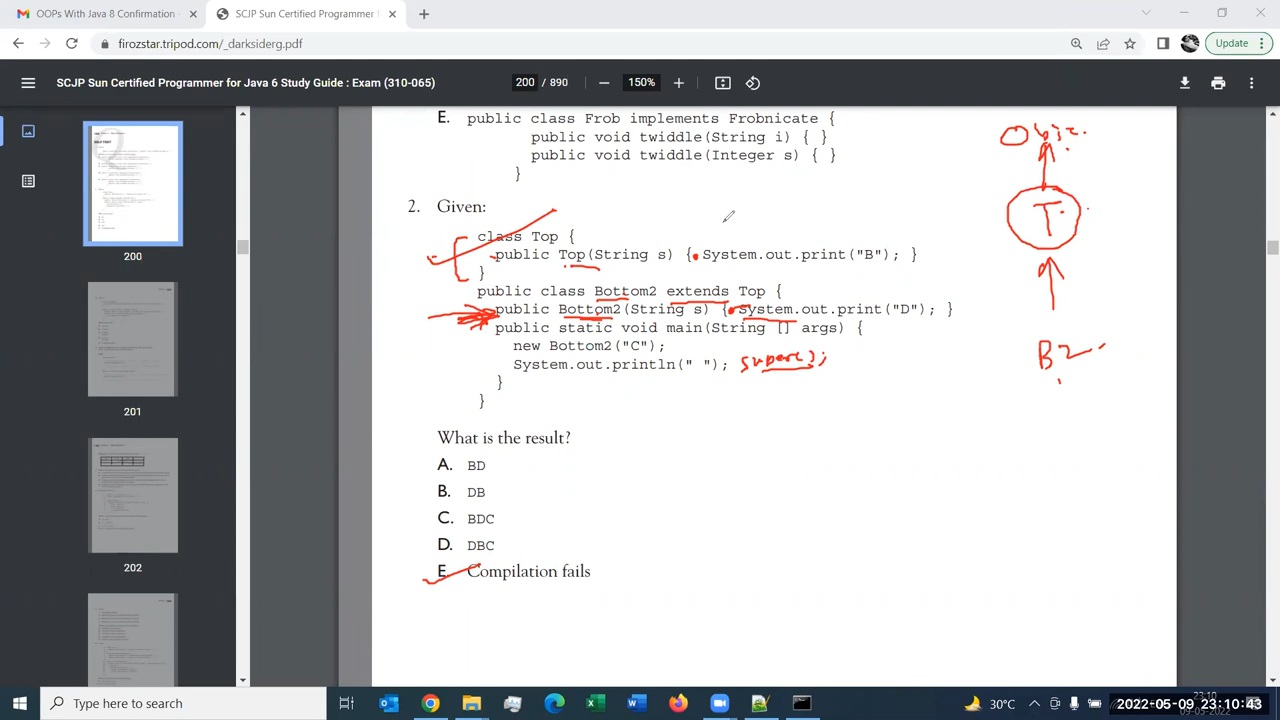 OOPs With Java 8 Confirmation -
SCJP Sun Certified Programmer f
firozstar.tripod.com/_darksiderg.pdf
Update
SCJP Sun Certified Programmer for Java 6 Study Guide : Exam (310-065)
200 / 890
150%
E. public class Frob implements Frobnicate {
public void twiddle(String i) { }
public void twiddle(Integer s) { }
}
2. Given:
class Top {
public Top(String s) { System.out.print("B"); }
}
public class Bottom2 extends Top {
public Bottom2(String s) System.out.print("D"); }
public static void main(String [] args) {
new Bottom2("C");
System.out.println(" "); super();
}
}
What is the result?
A. BD
B. DB
C. BDC
D. DBC
E. Compilation fails
T
B2
200
201
202
Type here to search
30°C
23:10
2022-05-09 23:10:43